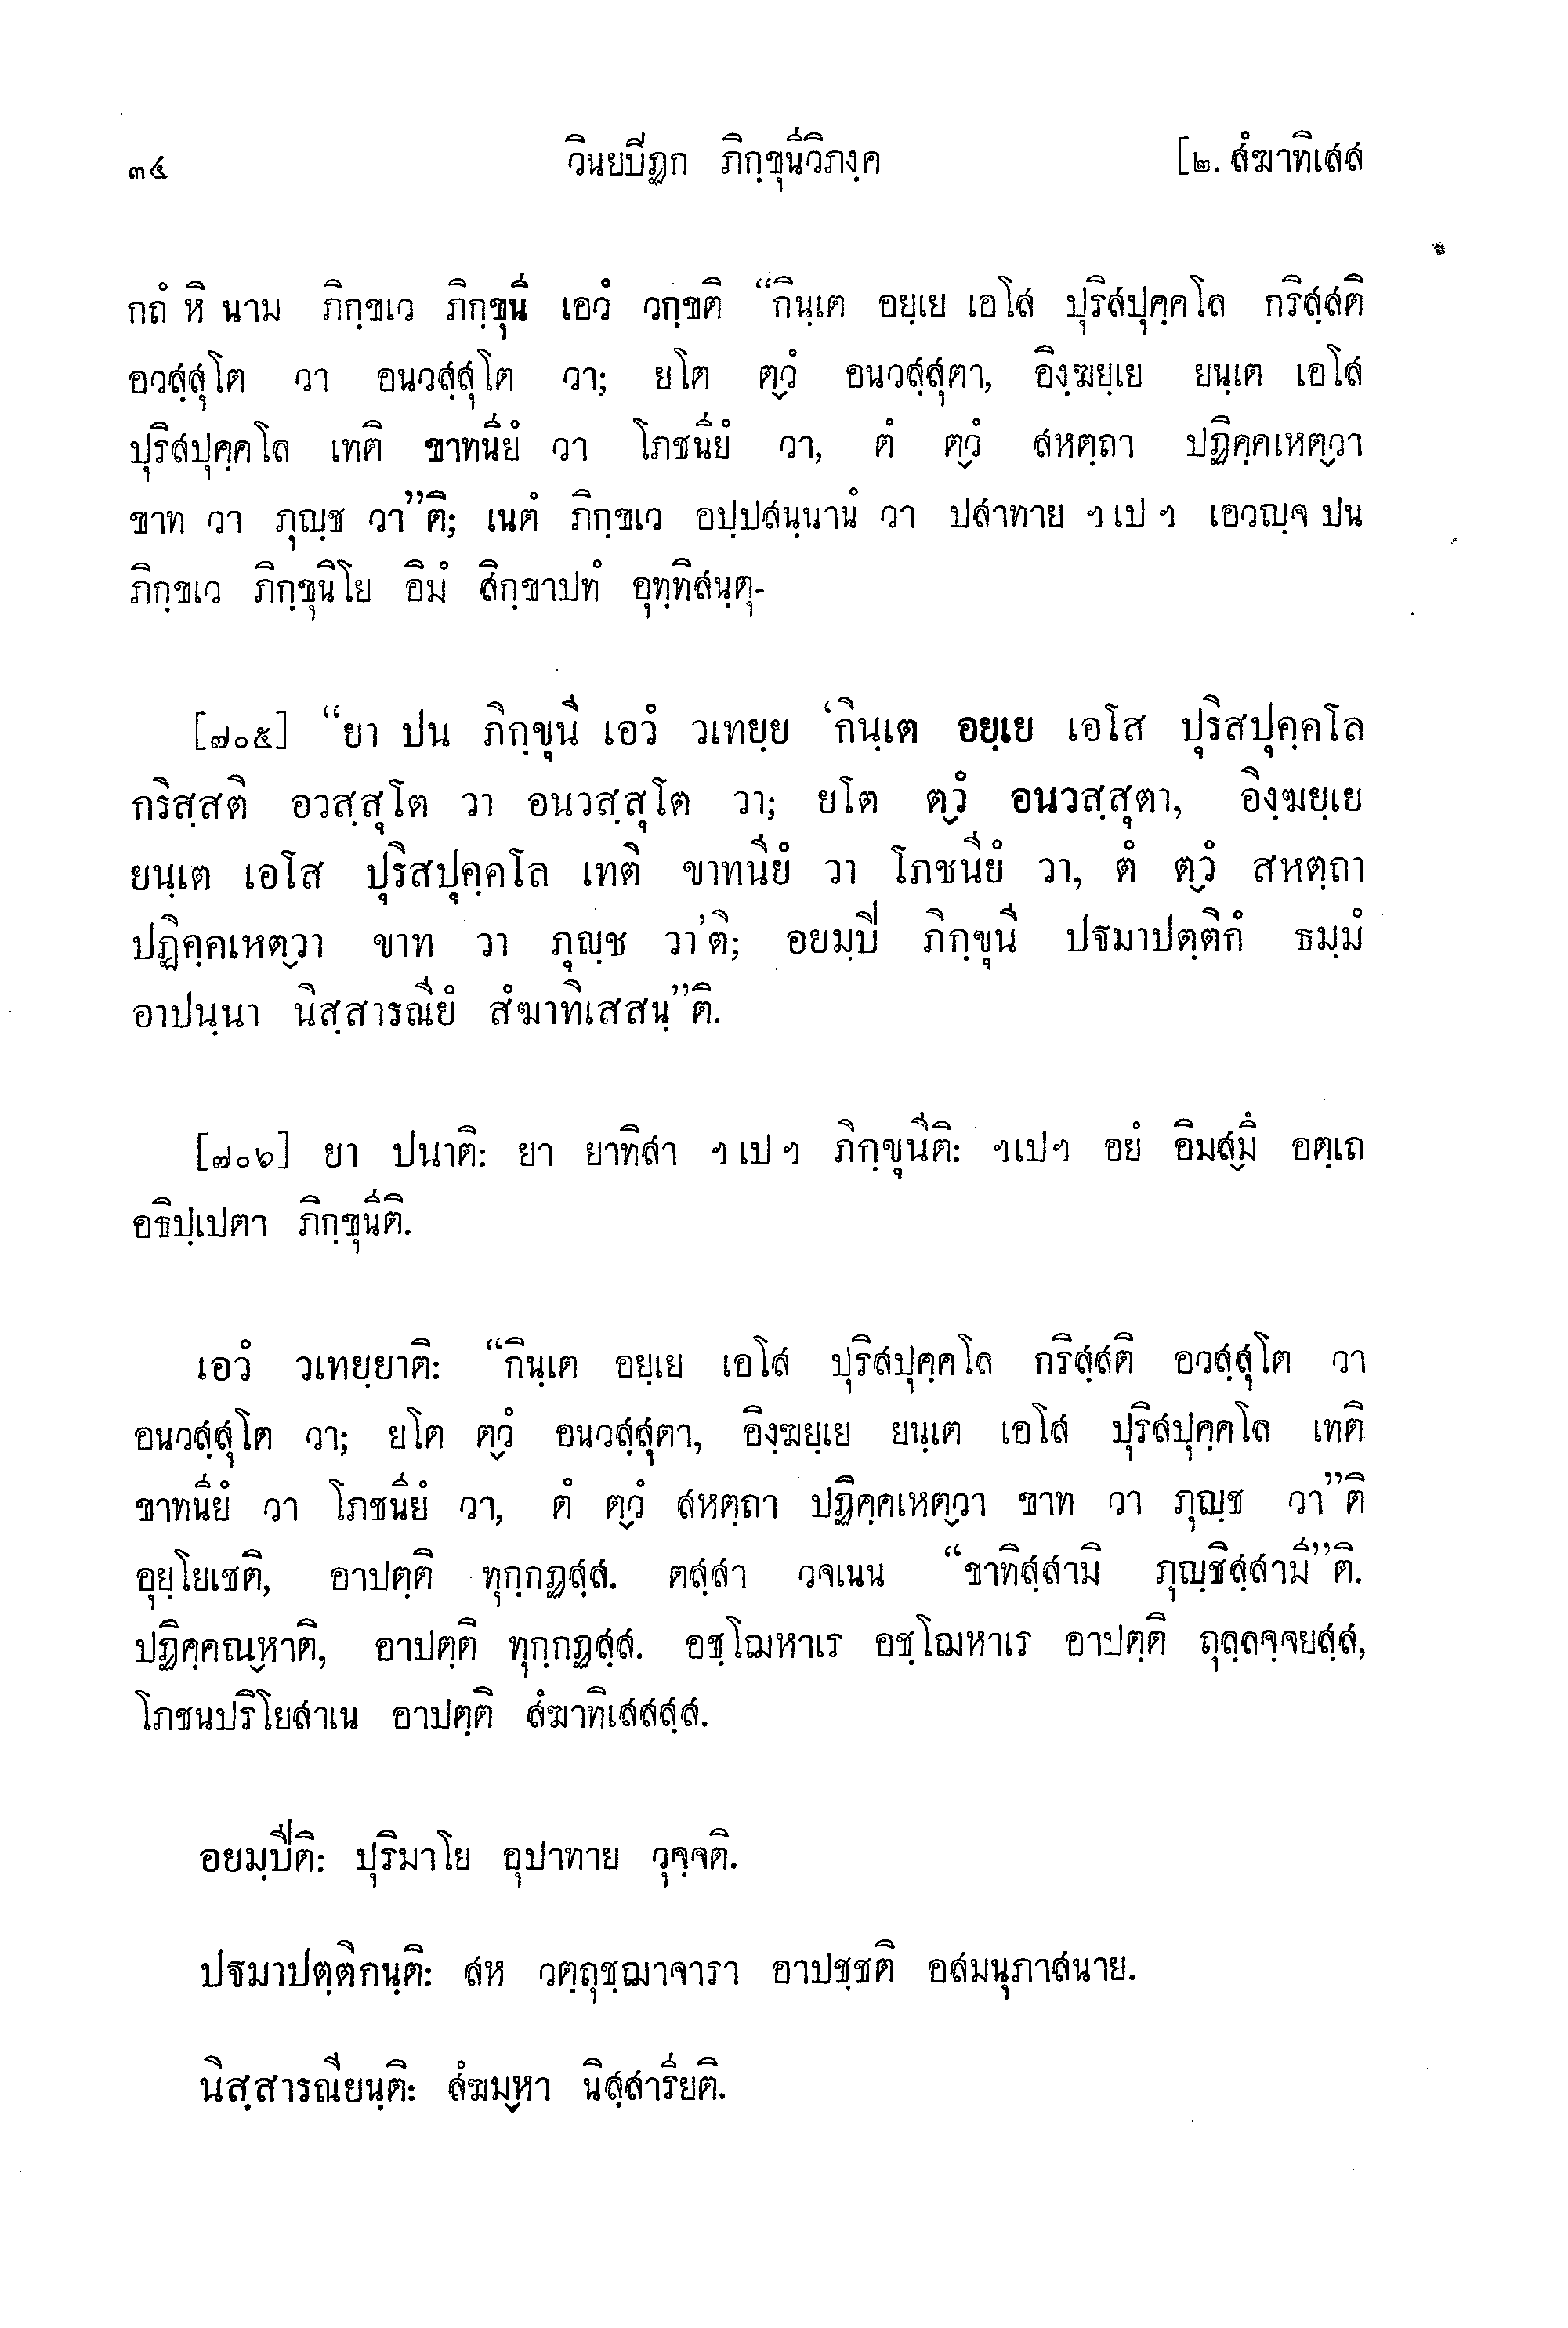 ๓๔ วินยปีฏก ภิกฺขุนีวิภงฺค [๒. สํฆาทิเสส
กถํ หิ นาม ภิกฺขเว ภิกฺขุนี เอวํ วกฺขติ “กินฺเต อยฺเย เอโส ปุริสปุคฺคโล กริสฺสติ
อวสฺสุโต วา อนวสฺสุโต วา; ยโต ตฺวํ อนวสฺสุตา, อิงฺฆยฺเย ยนฺเต เอโส
ปุริสปุคฺคโล เทติ ขาทนียํ วา โภชนียํ วา, ตํ ตฺวํ สหตฺถา ปฏิคฺคเหตฺวา
ขาท วา ภุญฺช วา”ติ; เนตํ ภิกฺขเว อปฺปสนฺนานํ วา ปสาทาย ฯ เป ฯ เอวญฺจ ปน
ภิกฺขเว ภิกฺขุนิโย อิมํ สิกฺขาปทํ อุทฺทิสนฺตุ-
[๗๐๕] “ยา ปน ภิกฺขุนี เอวํ วเทยฺย ‘กินฺเต อยฺเย เอโส ปุริสปุคฺคโล
กริสฺสติ อวสฺสุโต วา อนวสฺสุโต วา; ยโต ตฺวํ อนวสฺสุตา, อิงฺฆยฺเย
ยนฺเต เอโส ปุริสปุคฺคโล เทติ ขาทนียํ วา โภชนียํ วา, ตํ ตฺวํ สหตฺถา
ปฏิคฺคเหตฺวา ขาท วา ภุญฺช วา’ติ; อยมฺปี ภิกฺขุนี ปฐมาปตฺติกํ ธมฺมํ
อาปนฺนา นิสฺสารณียํ สํฆาทิเสสนฺ”ติ.
[๗๐๖] ยา ปนาติ: ยา ยาทิสา ฯ เป ฯ ภิกฺขุนีติ: ฯเปฯ อยํ อิมสฺมิํ อตฺเถ
อธิปฺเปตา ภิกฺขุนีติ.
เอวํ วเทยฺยาติ: “กินฺเต อยฺเย เอโส ปุริสปุคฺคโล กริสฺสติ อวสฺสุโต วา
อนวสฺสุโต วา; ยโต ตฺวํ อนวสฺสุตา, อิงฺฆยฺเย ยนฺเต เอโส ปุริสปุคฺคโล เทติ
ขาทนียํ วา โภชนียํ วา, ตํ ตฺวํ สหตฺถา ปฏิคฺคเหตฺวา ขาท วา ภุญฺช วา”ติ
อุยฺโยเชติ, อาปตฺติ ทุกฺกฏสฺส. ตสฺสา วจเนน “ขาทิสฺสามิ ภุญฺชิสฺสามี”ติ.
ปฏิคฺคณฺหาติ, อาปตฺติ ทุกฺกฏสฺส. อชฺโฌหาเร อชฺโฌหาเร อาปตฺติ ถุลฺลจฺจยสฺส,
โภชนปริโยสาเน อาปตฺติ สํฆาทิเสสสฺส.
อยมฺปีติ: ปุริมาโย อุปาทาย วุจฺจติ.
ปฐมาปตฺติกนฺติ: สห วตฺถุชฺฌาจารา อาปชฺชติ อสมนุภาสนาย.
นิสฺสารณียนฺติ: สํฆมฺหา นิสฺสารียติ.